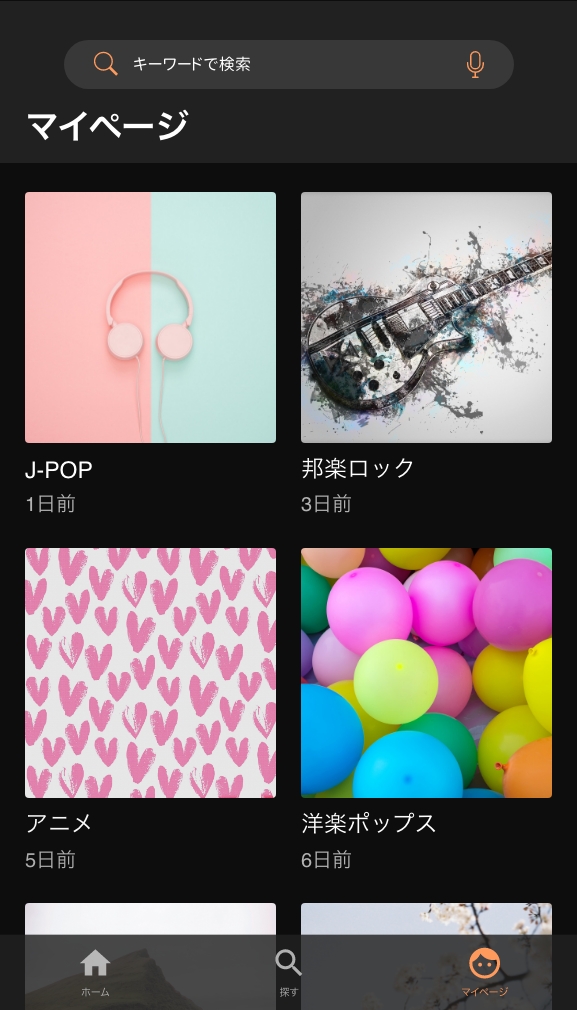 キーワードで検索
マイページ
J-POP
邦楽ロック
1日前
3日前
アニメ
洋楽ポップス
5日前
6日前
ホーム
探す
マイページ